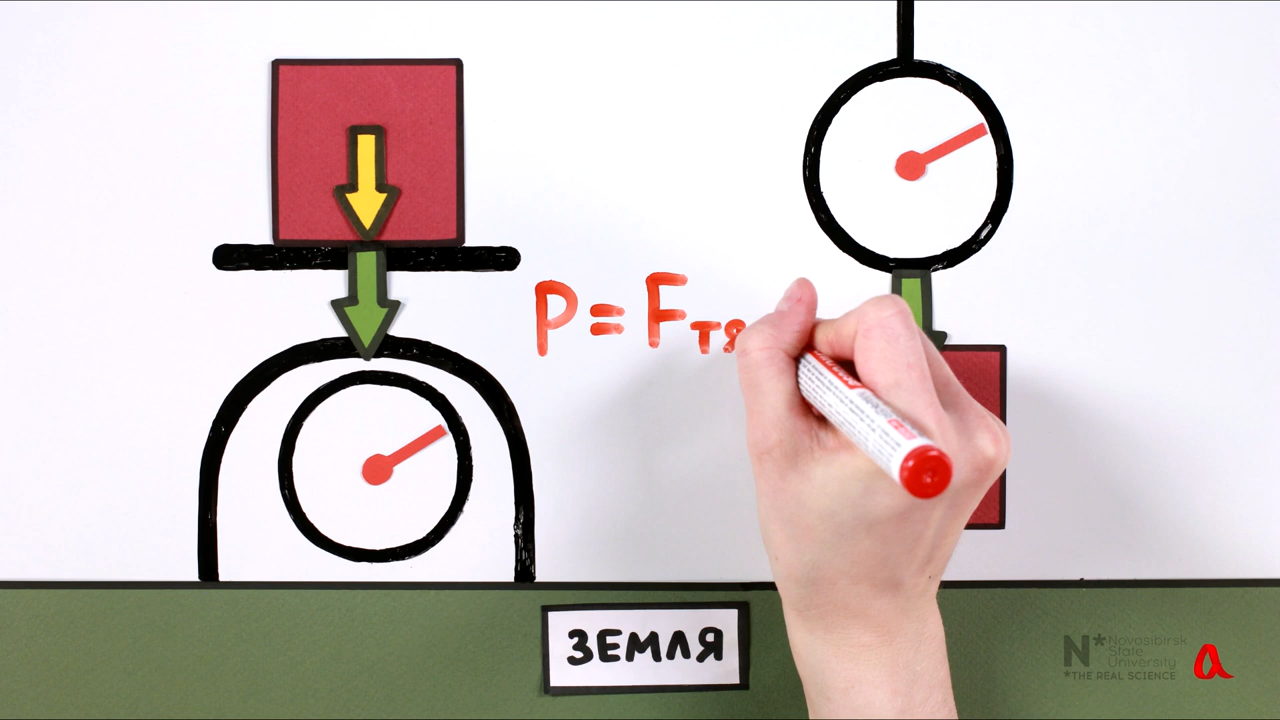 P = Fтя
ЗЕМЛЯ
N* Novosibirsk
State
University
*THE REAL SCIENCE
a